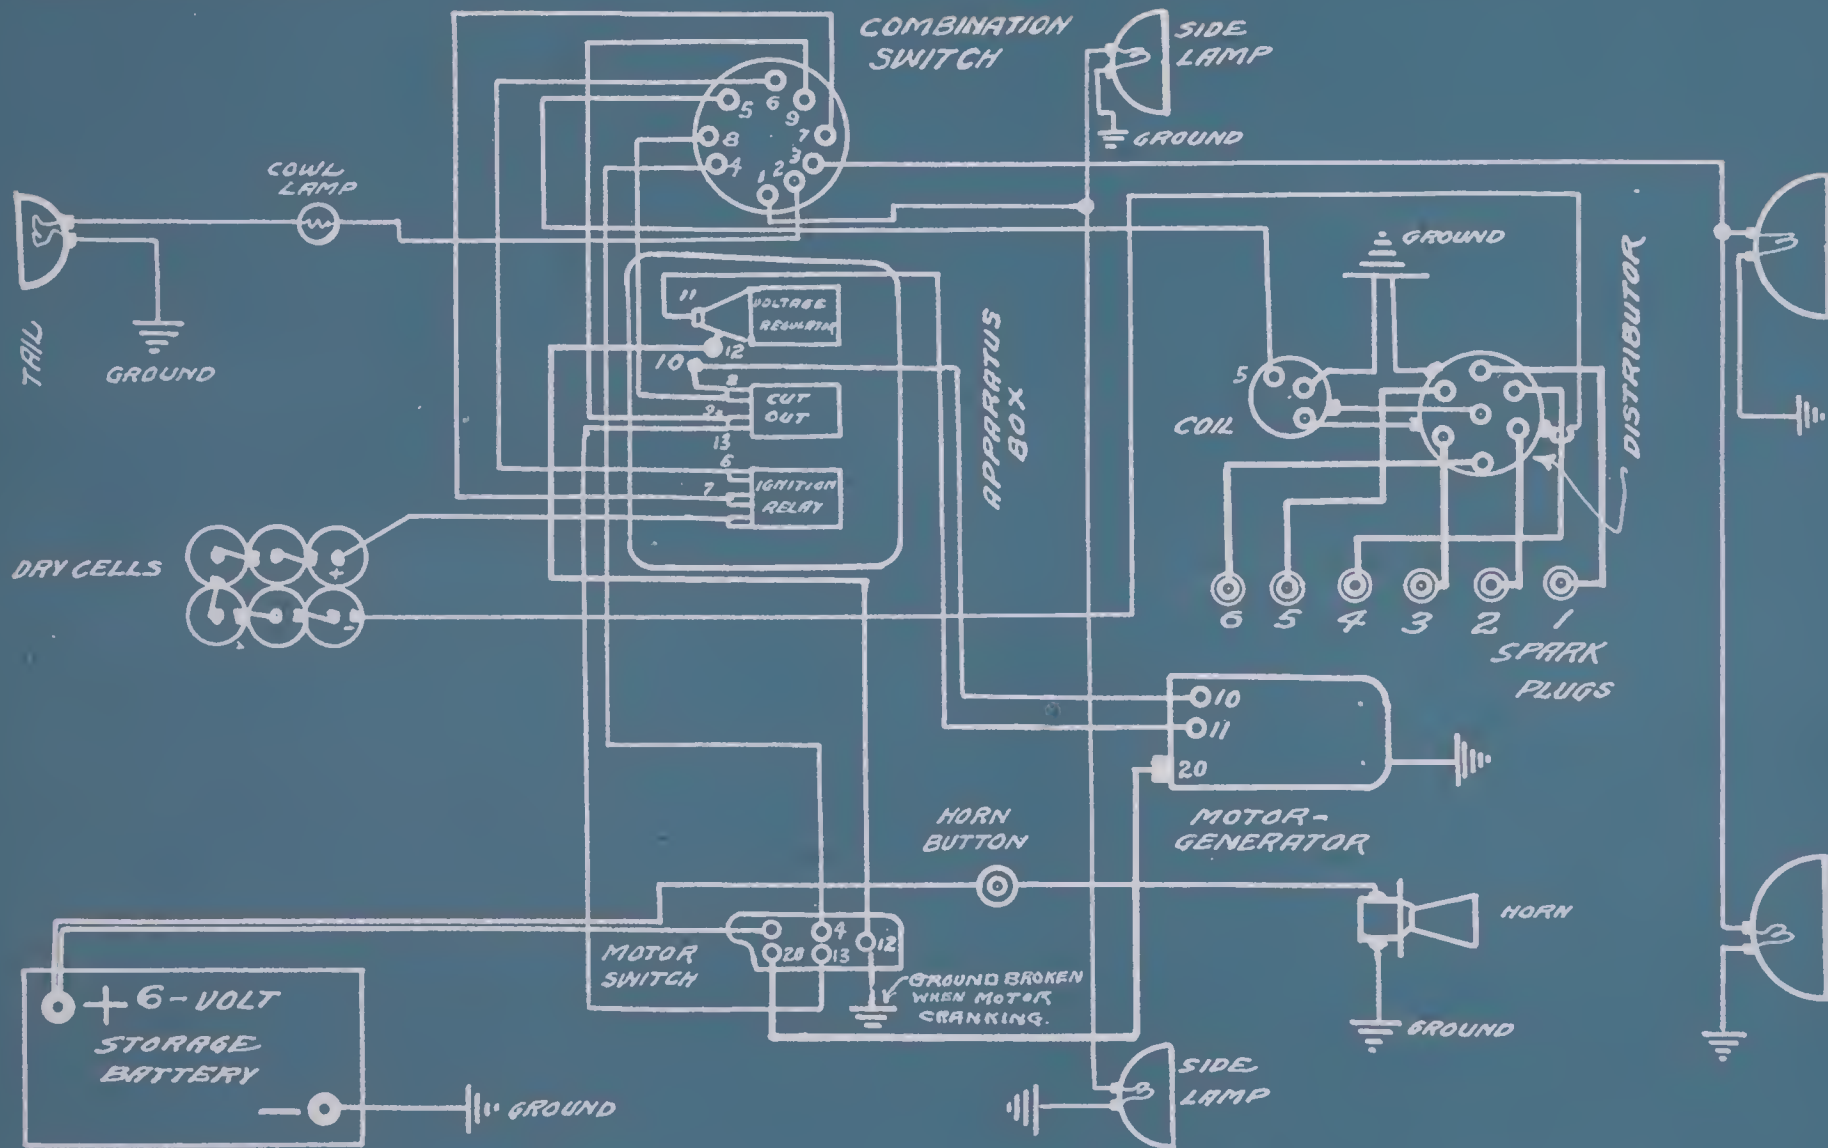 COMBINATION
SWITCH
5
6
9
8
7
4
3
2
1
SIDE
LAMP
GROUND
COWL
LAMP
TAIL
GROUND
11
VOLTAGE
REGULATOR
12
10
8
CUT
OUT
9
13
6
7
IGNITION
RELAY
APPARATUS
BOX
GROUND
DISTRIBUTOR
5
COIL
DRY CELLS
+
-
6 5 4 3 2 1
SPARK
PLUGS
10
11
20
MOTOR-
GENERATOR
HORN
BUTTON
HORN
GROUND
MOTOR
SWITCH
4
20
13
12
GROUND BROKEN
WHEN MOTOR
CRANKING.
+ 6-VOLT
STORAGE
BATTERY
-
GROUND
SIDE
LAMP